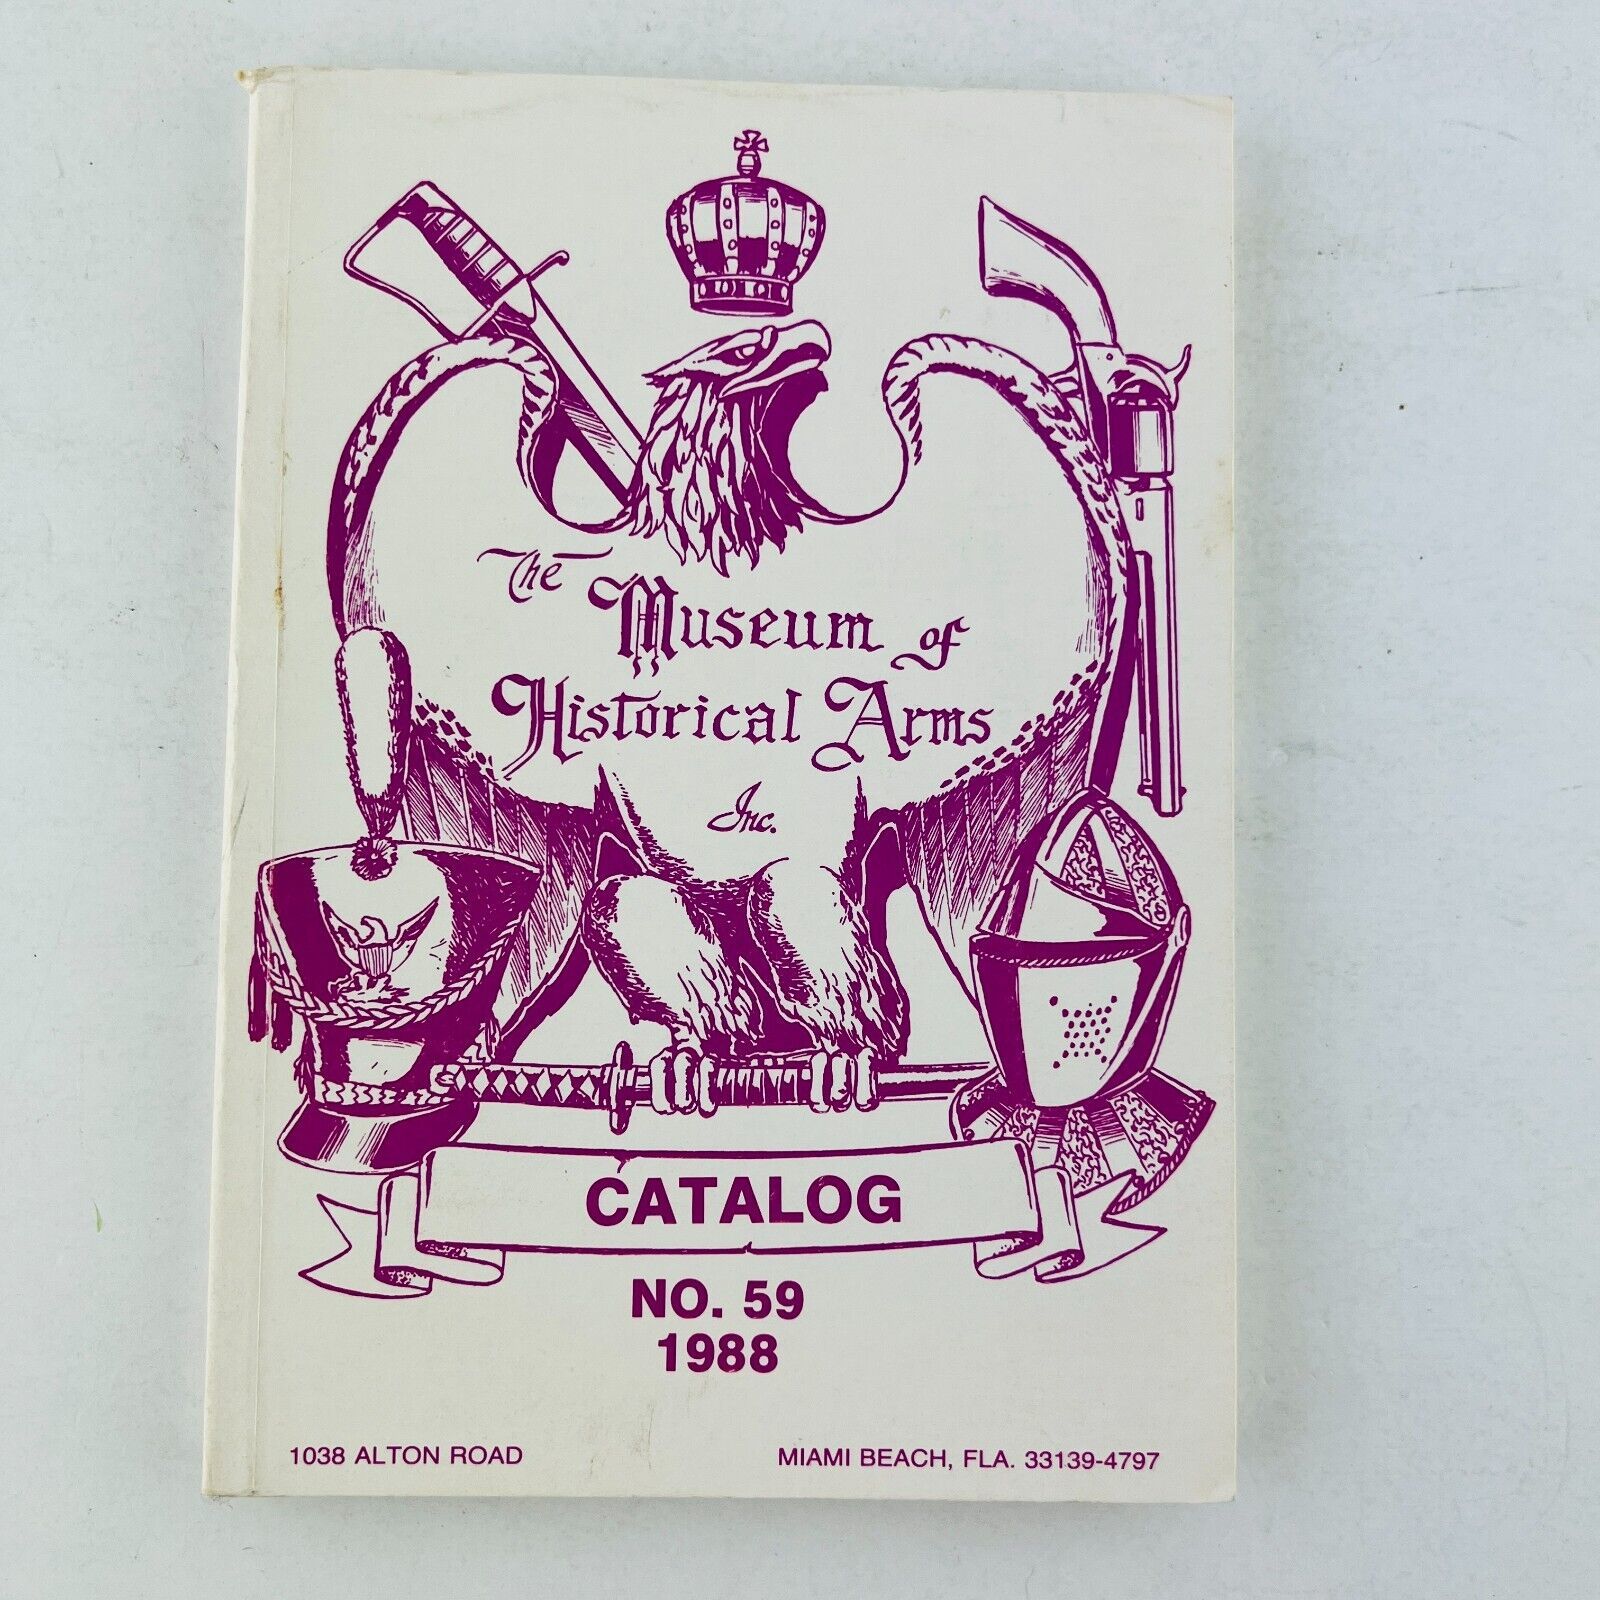 The Museum of
Historical Arms
Inc.
CATALOG
NO. 59
1988
1038 ALTON ROAD MIAMI BEACH, FLA. 33139-4797